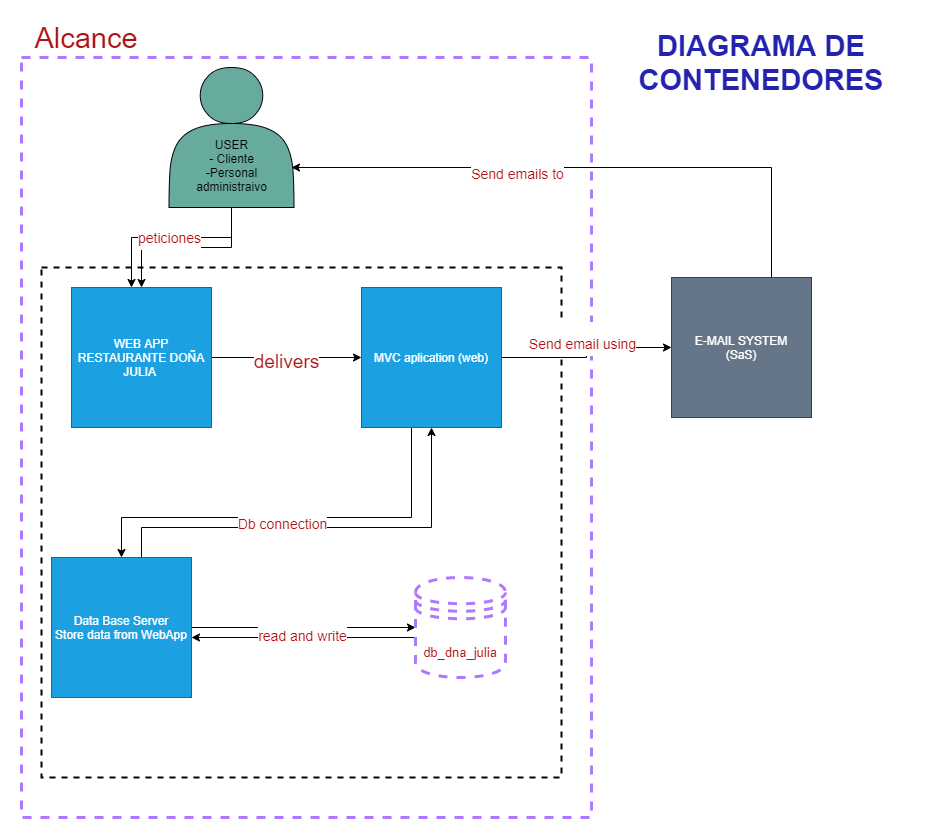 Alcance
DIAGRAMA DE
CONTENEDORES
USER
- Cliente
-Personal
administraivo
Send emails to
peticiones
WEB APP
RESTAURANTE DOÑA
JULIA
delivers
MVC aplication (web)
Send email using
E-MAIL SYSTEM
(SaS)
Db connection
Data Base Server
Store data from WebApp
read and write
db_dna_julia